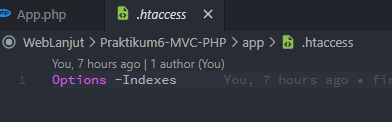 App.php
.htaccess
WebLanjut > Praktikum6-MVC-PHP > app > .htaccess
You, 7 hours ago | 1 author (You)
1 Options -Indexes You, 7 hours ago • fir